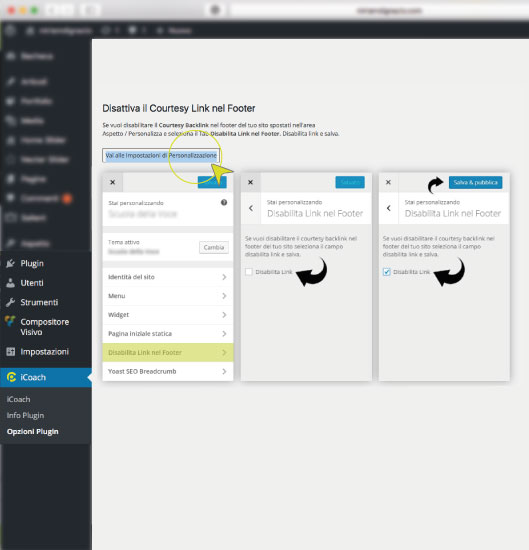 Disattiva il Courtesy Link nel Footer
Se vuoi disabilitare il Courtesy Backlink nel footer del tuo sito spostati nell'area
Aspetto / Personalizza e seleziona il Tab Disabilita Link nel Footer. Disabilita link e salva.
Vai alle Impostazioni di Personalizzazione
Stai personalizzando
Scuola della Voce
Tema attivo
Scuola della Voce
Cambia
Identità del sito
Menu
Widget
Pagina iniziale statica
Disabilita Link nel Footer
Yoast SEO Breadcrumb
Salvato
Stai personalizzando
Disabilita Link nel Footer
Se vuoi disabilitare il courtesy backlink nel
footer del tuo sito seleziona il campo
disabilita link e salva.
Disabilita Link
Salva & pubblica
Stai personalizzando
Disabilita Link nel Footer
Se vuoi disabilitare il courtesy backlink nel
footer del tuo sito seleziona il campo
disabilita link e salva.
Disabilita Link
Bacheca
Articoli
Portfolio
Media
Home Slider
Nector Slider
Pagine
Commenti
Salient
Aspetto
Plugin
Utenti
Strumenti
Compositore
Visivo
Impostazioni
iCoach
iCoach
Info Plugin
Opzioni Plugin